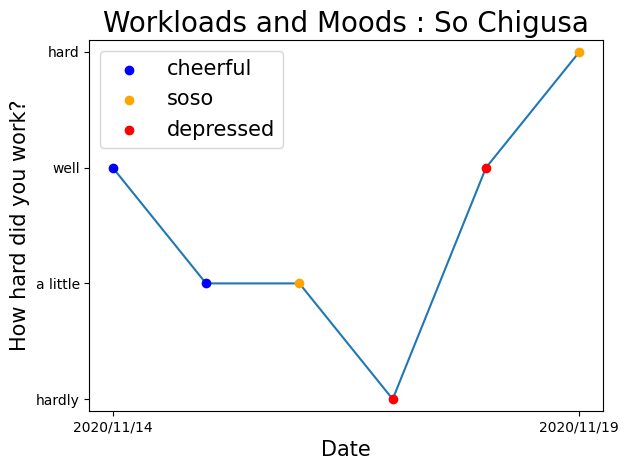 Workloads and Moods : So Chigusa
cheerful
soso
depressed
How hard did you work?
hard
well
a little
hardly
2020/11/14
2020/11/19
Date